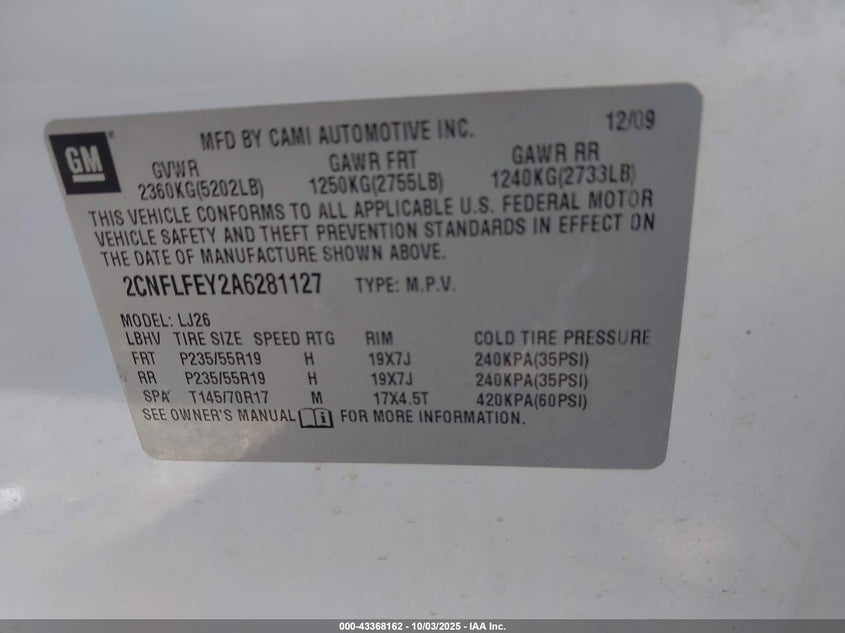 GM
MFD BY CAMI AUTOMOTIVE INC.
12/09
GVWR GAWR FRT GAWR RR
2360KG(5202LB) 1250KG(2755LB) 1240KG(2733LB)
THIS VEHICLE CONFORMS TO ALL APPLICABLE U.S. FEDERAL MOTOR
VEHICLE SAFETY AND THEFT PREVENTION STANDARDS IN EFFECT ON
THE DATE OF MANUFACTURE SHOWN ABOVE.
2CNFLFEY2A6281127 TYPE: M.P.V.
MODEL: LJ26
LBHV TIRE SIZE SPEED RTG RIM COLD TIRE PRESSURE
FRT P235/55R19 H 19X7J 240KPA(35PSI)
RR P235/55R19 H 19X7J 240KPA(35PSI)
SPA T145/70R17 M 17X4.5T 420KPA(60PSI)
SEE OWNER'S MANUAL FOR MORE INFORMATION.
000-43368162 - 10/03/2025 - IAA Inc.